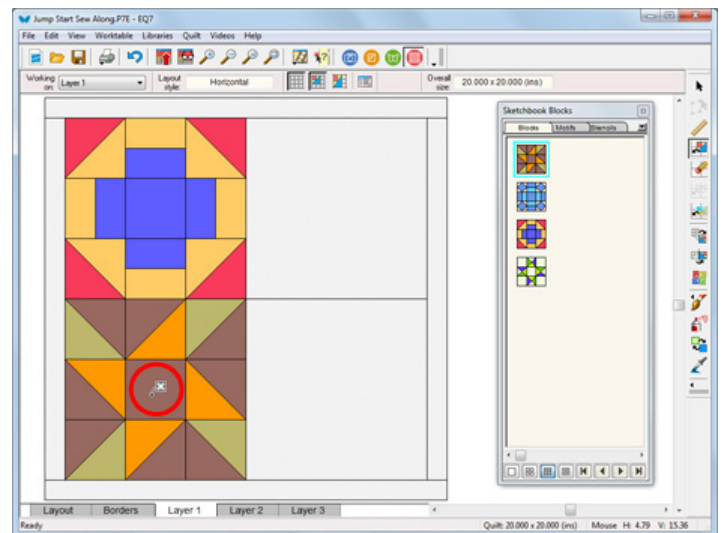 Jump Start Sew Along.P7E - EQ7
File Edit View Worktable Libraries Quilt Videos Help
Working on: Layer 1 Layout style: Horizontal Overall size: 20.000 x 20.000 (ins)
Sketchbook Blocks
Blocks Motifs Stencils
Layout Borders Layer 1 Layer 2 Layer 3
Ready Quilt: 20.000 x 20.000 (ins) Mouse H: 4.79 V: 15.36